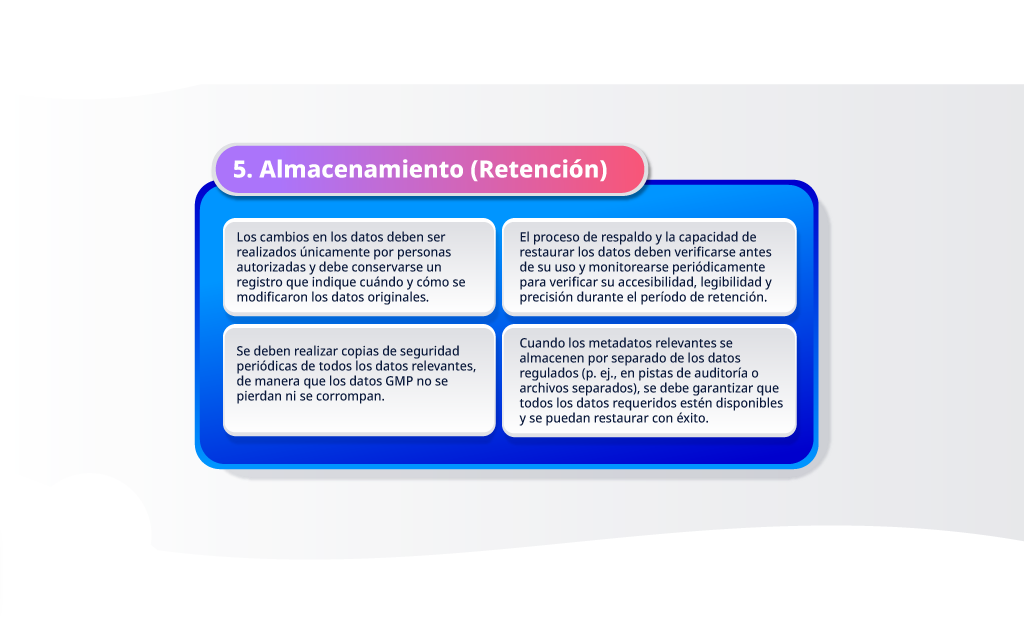 5. Almacenamiento (Retención)
Los cambios en los datos deben ser
realizados únicamente por personas
autorizadas y debe conservarse un
registro que indique cuándo y cómo se
modificaron los datos originales.
El proceso de respaldo y la capacidad de
restaurar los datos deben verificarse antes
de su uso y monitorearse periódicamente
para verificar su accesibilidad, legibilidad y
precisión durante el período de retención.
Se deben realizar copias de seguridad
periódicas de todos los datos relevantes,
de manera que los datos GMP no se
pierdan ni se corrompan.
Cuando los metadatos relevantes se
almacenen por separado de los datos
regulados (p. ej., en pistas de auditoría o
archivos separados), se debe garantizar que
todos los datos requeridos estén disponibles
y se puedan restaurar con éxito.